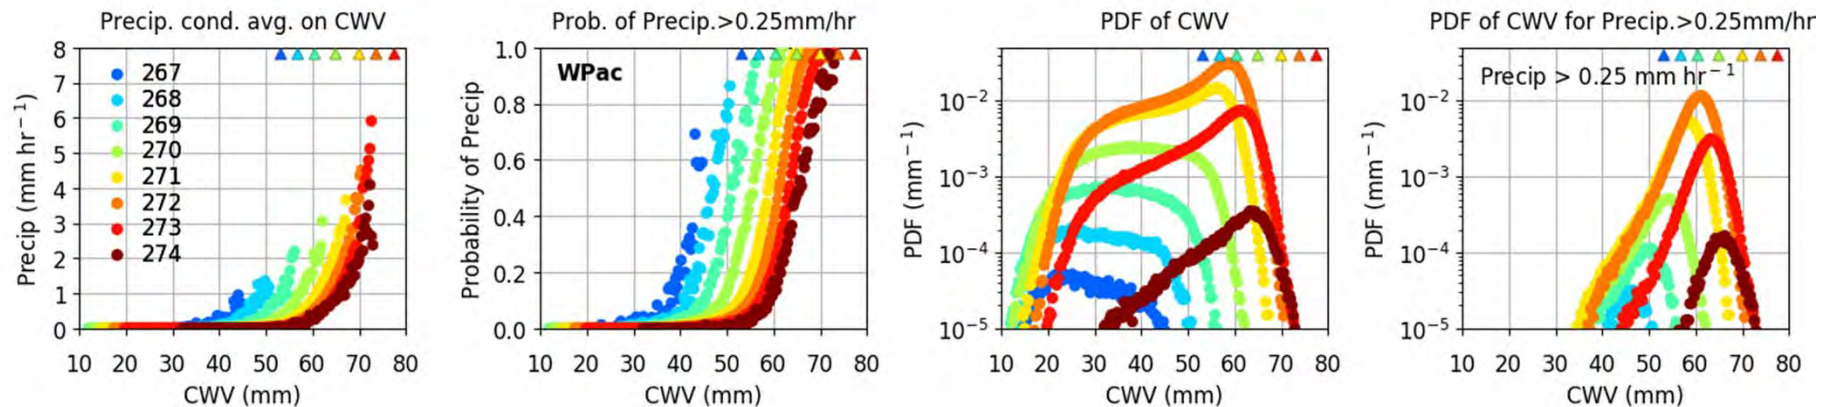 Precip. cond. avg. on CWV
Precip (mm hr⁻¹)
8
7
6
5
4
3
2
1
0
267
268
269
270
271
272
273
274
10 20 30 40 50 60 70 80
CWV (mm)
Prob. of Precip.>0.25mm/hr
Probability of Precip
1.0
0.8
0.6
0.4
0.2
0.0
WPac
10 20 30 40 50 60 70 80
CWV (mm)
PDF of CWV
PDF (mm⁻¹)
10⁻²
10⁻³
10⁻⁴
10⁻⁵
10 20 30 40 50 60 70 80
CWV (mm)
PDF of CWV for Precip.>0.25mm/hr
PDF (mm⁻¹)
Precip > 0.25 mm hr⁻¹
10⁻²
10⁻³
10⁻⁴
10⁻⁵
10 20 30 40 50 60 70 80
CWV (mm)